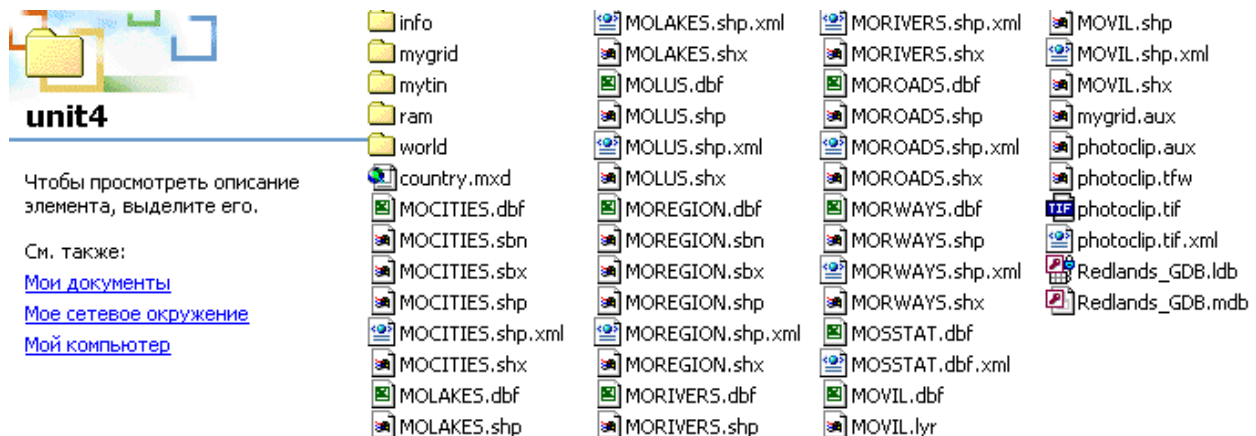 unit4
Чтобы просмотреть описание
элемента, выделите его.
См. также:
Мои документы
Мое сетевое окружение
Мой компьютер
info
mygrid
mytin
ram
world
country.mxd
MOCITIES.dbf
MOCITIES.sbn
MOCITIES.sbx
MOCITIES.shp
MOCITIES.shp.xml
MOCITIES.shx
MOLAKES.dbf
MOLAKES.shp
MOLAKES.shp.xml
MOLAKES.shx
MOLUS.dbf
MOLUS.shp
MOLUS.shp.xml
MOLUS.shx
MOREGION.dbf
MOREGION.sbn
MOREGION.sbx
MOREGION.shp
MOREGION.shp.xml
MOREGION.shx
MORIVERS.dbf
MORIVERS.shp
MORIVERS.shp.xml
MORIVERS.shx
MOROADS.dbf
MOROADS.shp
MOROADS.shp.xml
MOROADS.shx
MORWAYS.dbf
MORWAYS.shp
MORWAYS.shp.xml
MORWAYS.shx
MOSSTAT.dbf
MOSSTAT.dbf.xml
MOVIL.dbf
MOVIL.lyr
MOVIL.shp
MOVIL.shp.xml
MOVIL.shx
mygrid.aux
photoclip.aux
photoclip.tfw
TIF photoclip.tif
photoclip.tif.xml
Redlands_GDB.ldb
Redlands_GDB.mdb